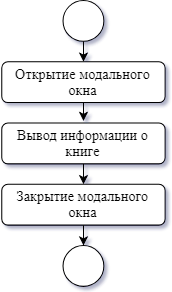 Открытие модального
окна
Вывод информации о
книге
Закрытие модального
окна